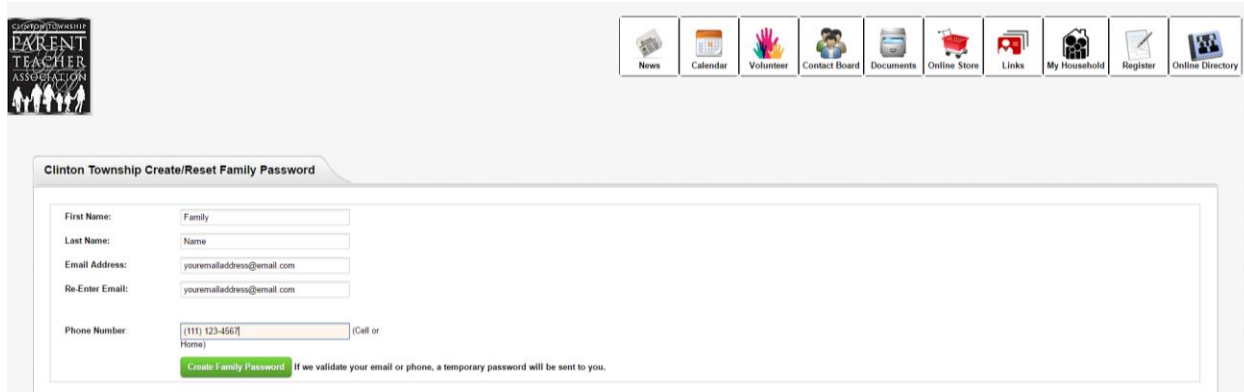 CLINTON TOWNSHIP
PARENT
TEACHER
ASSOCIATION
News
Calendar
Volunteer
Contact Board
Documents
Online Store
Links
My Household
Register
Online Directory
Clinton Township Create/Reset Family Password
First Name: Family
Last Name: Name
Email Address: youremailaddress@email.com
Re-Enter Email: youremailaddress@email.com
Phone Number: (111) 123-4567 (Cell or
Home)
Create Family Password If we validate your email or phone, a temporary password will be sent to you.